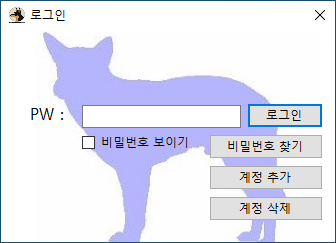 로그인
PW :
로그인
비밀번호 보이기
비밀번호 찾기
계정 추가
계정 삭제